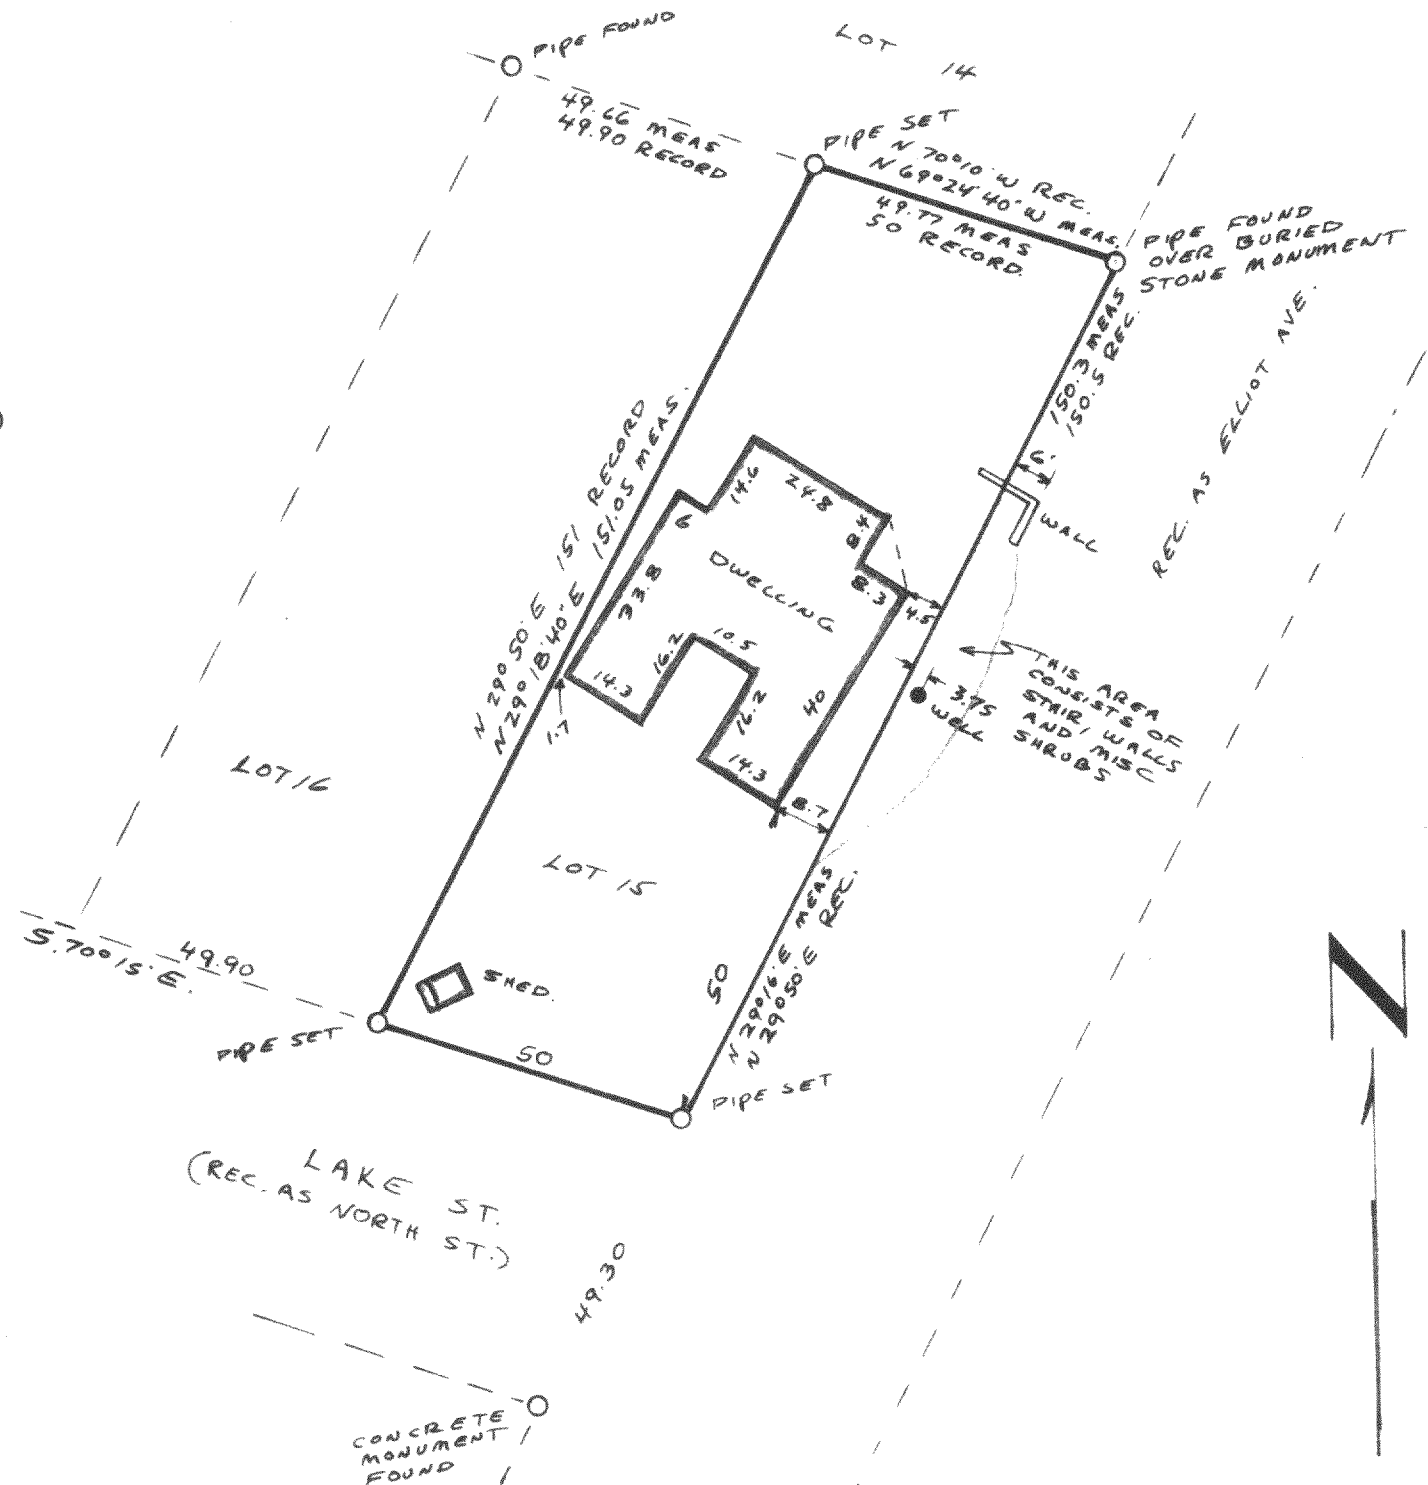 PIPE FOUND
LOT
14
49.66 MEAS
49.90 RECORD
PIPE SET
N 70°10' W REC.
N 69°24'40" W MEAS.
49.77 MEAS
50 RECORD.
PIPE FOUND
OVER BURIED
STONE MONUMENT
150.3 MEAS
150.5 REC.
REC. AS ELLIOT AVE.
6.
WALL
151 RECORD
151.05 MEAS.
N 29° 50' E
N 29° 18' 40" E
14.6
24.8
6
8.4
DWELLING
8.3
4.5
33.8
10.5
16.2
14.3
16.2
40
1.7
14.3
8.7
3.75
WELL
THIS AREA
CONSISTS OF
STAIR, WALLS
AND MISC
SHRUBS
LOT 16
LOT 15
N 29°16' E MEAS
N 29°50' E REC.
50
49.90
S. 70° 15' E.
SHED.
PIPE SET
50
PIPE SET
N
LAKE ST.
(REC. AS NORTH ST.)
49.30
CONCRETE
MONUMENT
FOUND